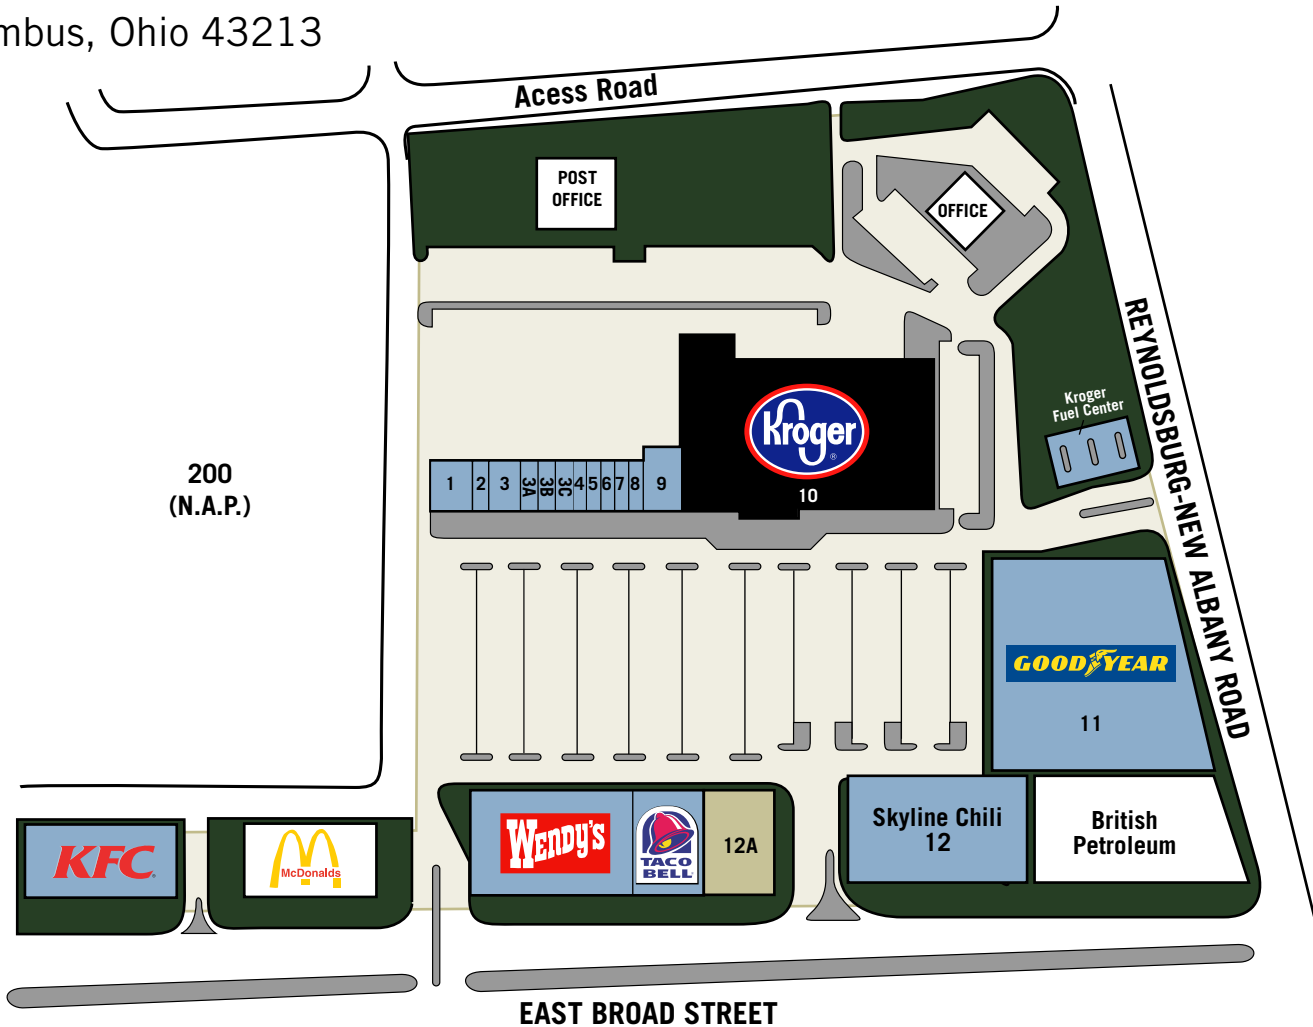 mbus, Ohio 43213
Acess Road
POST
OFFICE
OFFICE
REYNOLDSBURG-NEW ALBANY ROAD
Kroger
Fuel Center
Kroger
®
10
200
(N.A.P.)
1 2 3 3A 3B 3C 4 5 6 7 8 9
GOODYEAR
11
KFC
McDonalds
WENDY'S
TACO
BELL
12A
Skyline Chili
12
British
Petroleum
EAST BROAD STREET